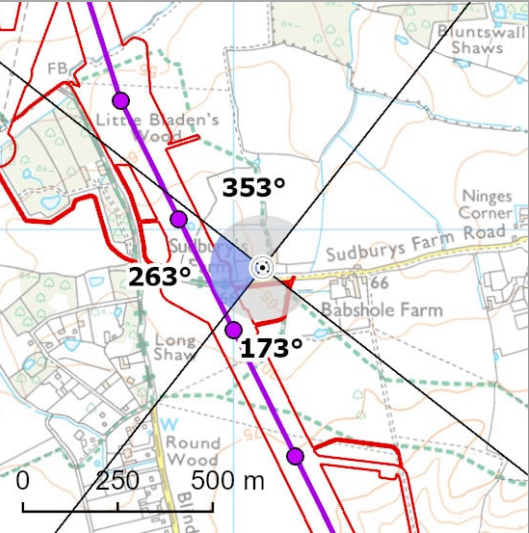 Bluntswall
Shaws
FB
Little Bladen's
Wood
353°
Ninges
Corner
Sudburys Farm Road
263°
66
Babshole Farm
173°
Long
Shaw
75
W
Round
Wood
0 250 500 m